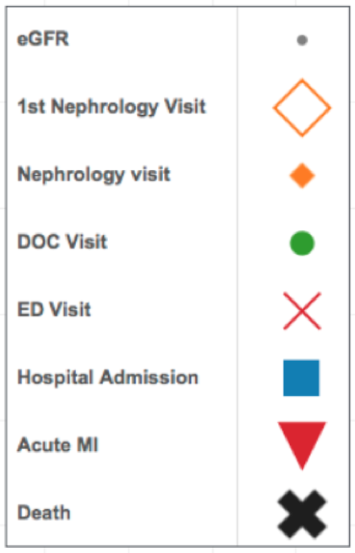 eGFR
1st Nephrology Visit
Nephrology visit
DOC Visit
ED Visit
Hospital Admission
Acute MI
Death